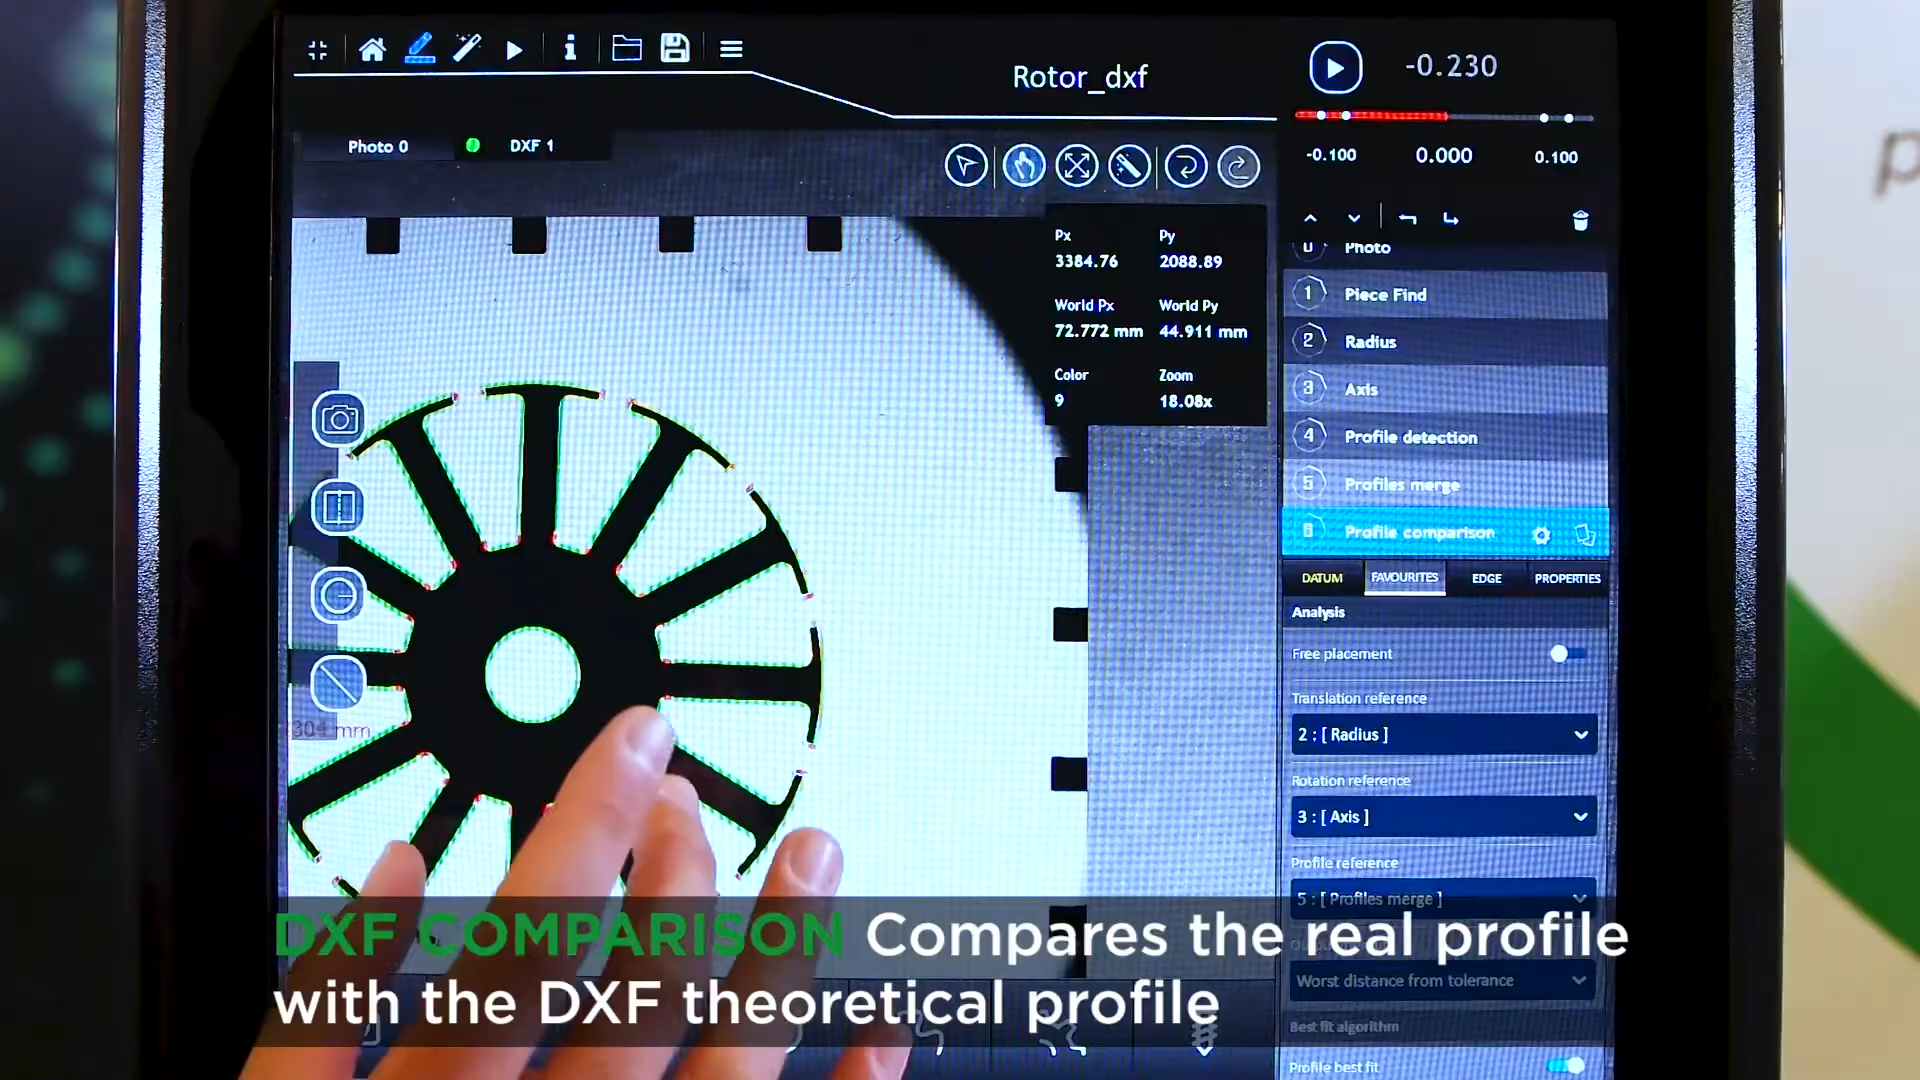 Rotor_dxf
-0.230
-0.100 0.000 0.100
Photo 0
DXF 1
Px Py
3384.76 2088.89
World Px World Py
72.772 mm 44.911 mm
Color Zoom
9 18.08x
304 mm
0 Photo
1 Piece Find
2 Radius
3 Axis
4 Profile detection
5 Profiles merge
6 Profile comparison
DATUM FAVOURITES EDGE PROPERTIES
Analysis
Free placement
Translation reference
2 : [ Radius ]
Rotation reference
3 : [ Axis ]
Profile reference
5 : [ Profiles merge ]
Worst distance from tolerance
Best fit algorithm
Profile best fit
DXF COMPARISON Compares the real profile
with the DXF theoretical profile
p